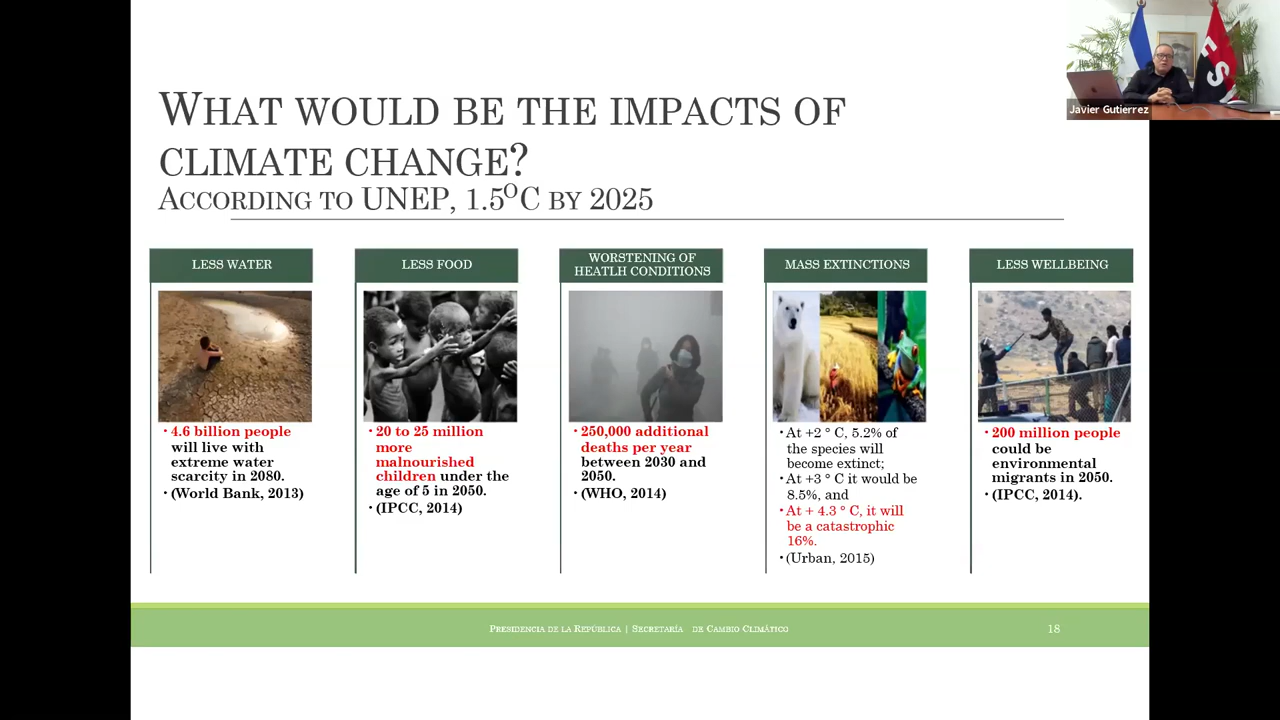 WHAT WOULD BE THE IMPACTS OF
CLIMATE CHANGE?
ACCORDING TO UNEP, 1.5ºC BY 2025
Javier Gutierrez
LESS WATER
• 4.6 billion people
will live with
extreme water
scarcity in 2080.
• (World Bank, 2013)
LESS FOOD
• 20 to 25 million
more
malnourished
children under the
age of 5 in 2050.
• (IPCC, 2014)
WORSTENING OF
HEATLH CONDITIONS
• 250,000 additional
deaths per year
between 2030 and
2050.
• (WHO, 2014)
MASS EXTINCTIONS
• At +2 ° C, 5.2% of
the species will
become extinct;
• At +3 ° C it would be
8.5%, and
• At + 4.3 ° C, it will
be a catastrophic
16%.
• (Urban, 2015)
LESS WELLBEING
• 200 million people
could be
environmental
migrants in 2050.
• (IPCC, 2014).
PRESIDENCIA DE LA REPÚBLICA | SECRETARÍA DE CAMBIO CLIMÁTICO
18